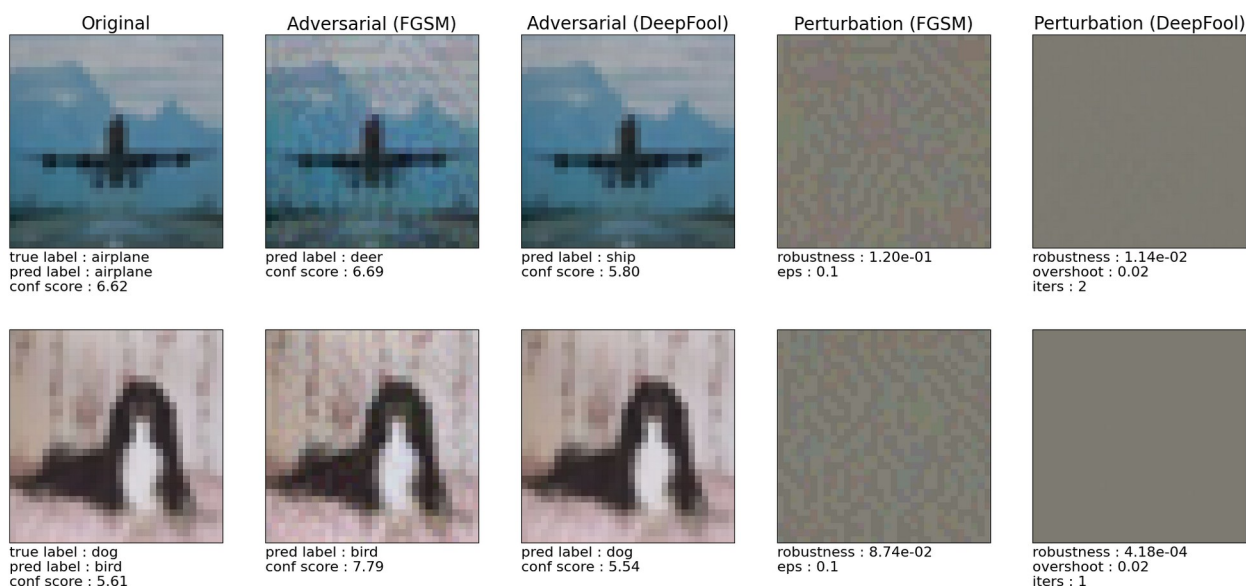 Original
Adversarial (FGSM)
Adversarial (DeepFool)
Perturbation (FGSM)
Perturbation (DeepFool)
true label : airplane
pred label : airplane
conf score : 6.62
pred label : deer
conf score : 6.69
pred label : ship
conf score : 5.80
robustness : 1.20e-01
eps : 0.1
robustness : 1.14e-02
overshoot : 0.02
iters : 2
true label : dog
pred label : bird
conf score : 5.61
pred label : bird
conf score : 7.79
pred label : dog
conf score : 5.54
robustness : 8.74e-02
eps : 0.1
robustness : 4.18e-04
overshoot : 0.02
iters : 1